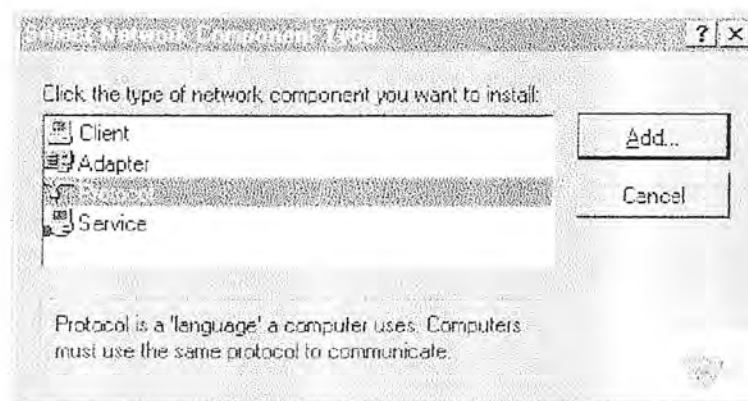 Select Network Component Type
? ×
Click the type of network component you want to install:
Client
Add...
Adapter
Protocol
Cancel
Service
Protocol is a 'language' a computer uses. Computers
must use the same protocol to communicate.